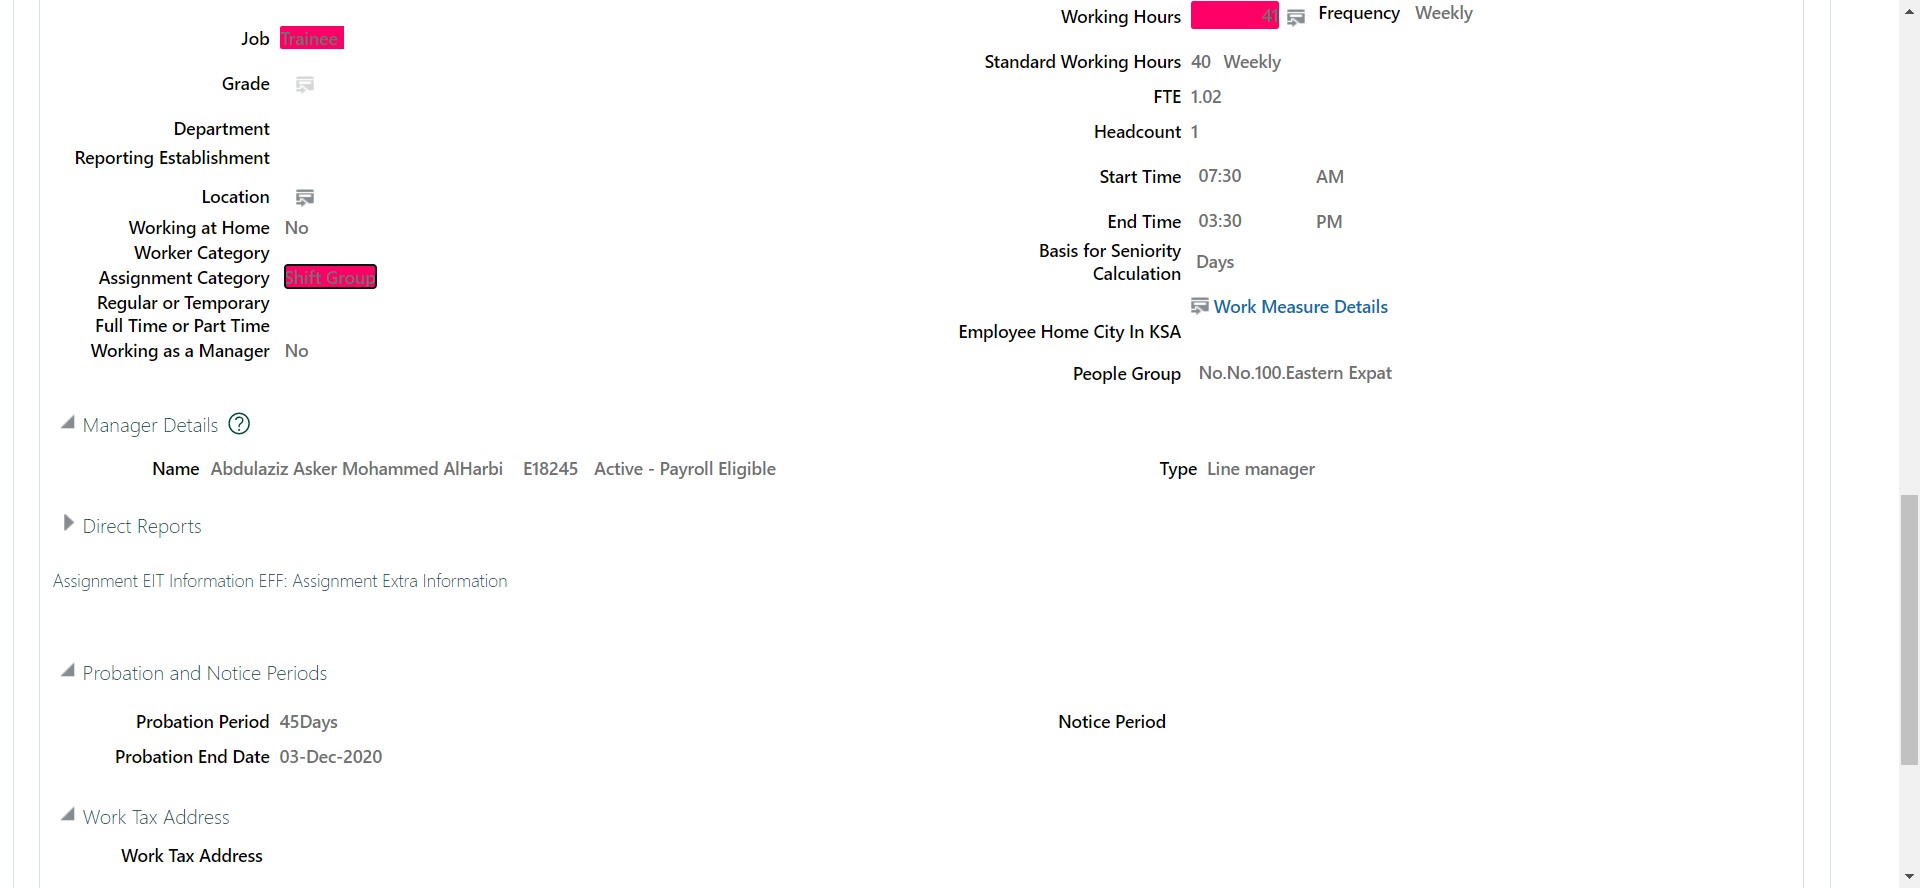 Job Trainee
Grade
Department
Reporting Establishment
Location
Working at Home No
Worker Category
Assignment Category Shift Group
Regular or Temporary
Full Time or Part Time
Working as a Manager No
Working Hours 41 Frequency Weekly
Standard Working Hours 40 Weekly
FTE 1.02
Headcount 1
Start Time 07:30 AM
End Time 03:30 PM
Basis for Seniority
Calculation Days
Work Measure Details
Employee Home City In KSA
People Group No.No.100.Eastern Expat
Manager Details ?
Name Abdulaziz Asker Mohammed AlHarbi E18245 Active - Payroll Eligible Type Line manager
Direct Reports
Assignment EIT Information EFF: Assignment Extra Information
Probation and Notice Periods
Probation Period 45Days Notice Period
Probation End Date 03-Dec-2020
Work Tax Address
Work Tax Address